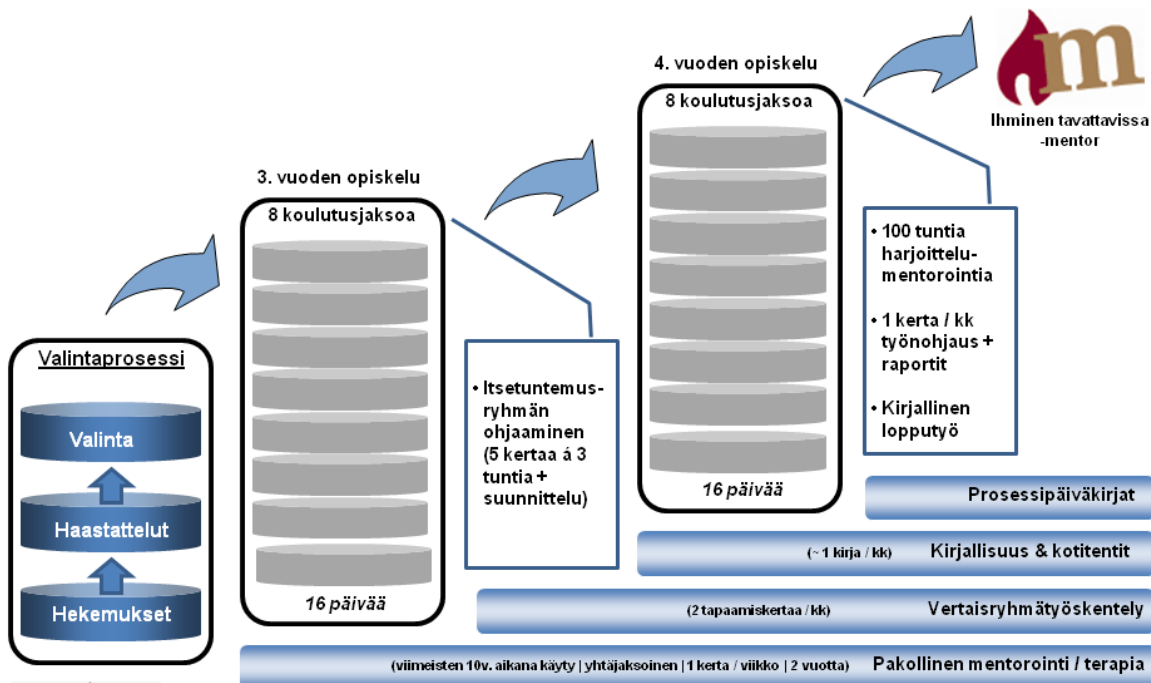 Valintaprosessi
Valinta
Haastattelut
Hekemukset
3. vuoden opiskelu
8 koulutusjaksoa
16 päivää
• Itsetuntemus-
ryhmän
ohjaaminen
(5 kertaa á 3
tuntia +
suunnittelu)
4. vuoden opiskelu
8 koulutusjaksoa
16 päivää
• 100 tuntia
harjoittelu-
mentorointia
• 1 kerta / kk
työnohjaus +
raportit
• Kirjallinen
lopputyö
m
Ihminen tavattavissa
-mentor
Prosessipäiväkirjat
(~ 1 kirja / kk) Kirjallisuus & kotitentit
(2 tapaamiskertaa / kk) Vertaisryhmätyöskentely
(viimeisten 10v. aikana käyty | yhtäjaksoinen | 1 kerta / viikko | 2 vuotta) Pakollinen mentorointi / terapia